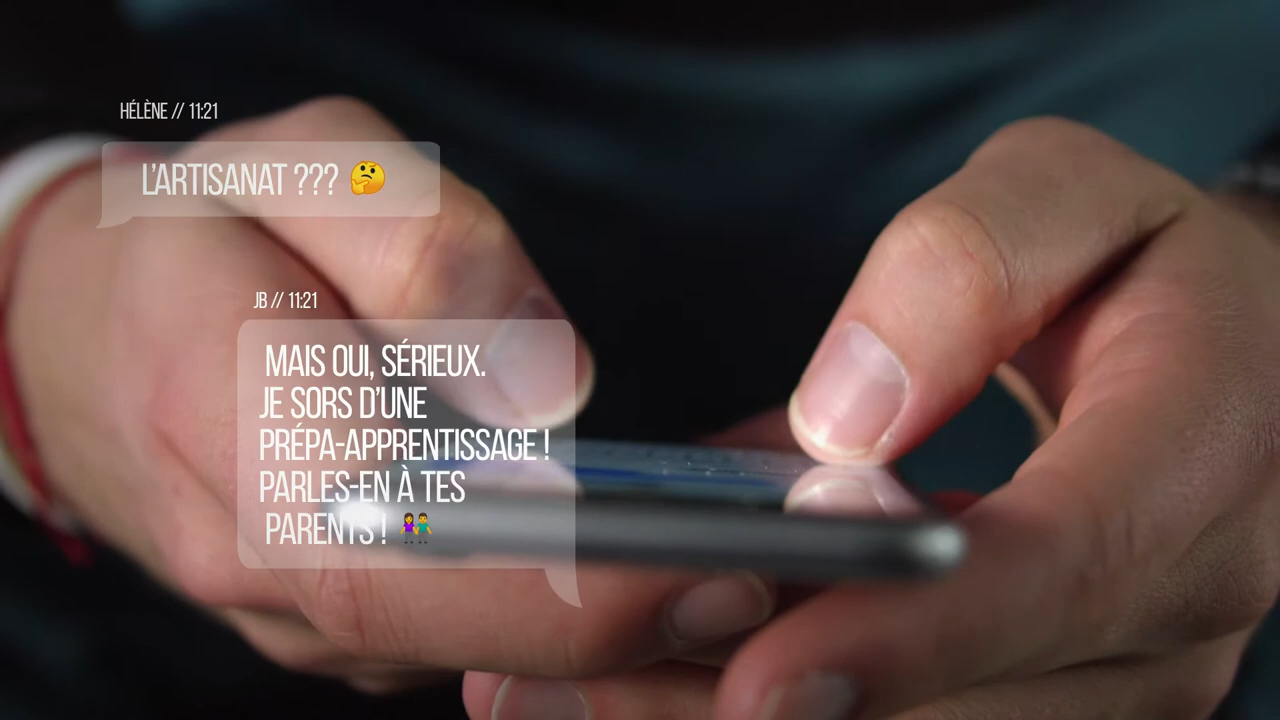 HÉLÈNE // 11:21
L'ARTISANAT ??? 🤔
JB // 11:21
MAIS OUI, SÉRIEUX.
JE SORS D'UNE
PRÉPA-APPRENTISSAGE !
PARLES-EN À TES
PARENTS ! 👫